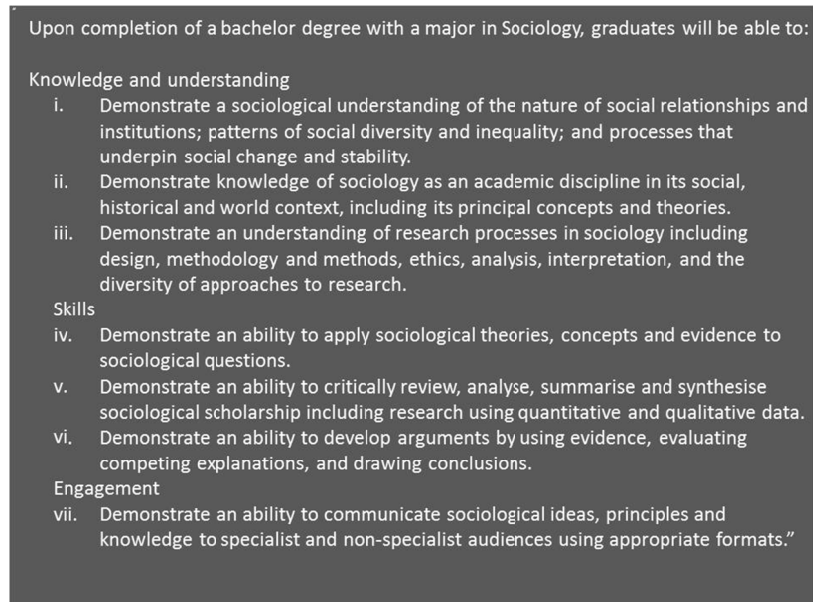 Upon completion of a bachelor degree with a major in Sociology, graduates will be able to:
Knowledge and understanding
i. Demonstrate a sociological understanding of the nature of social relationships and
institutions; patterns of social diversity and inequality; and processes that
underpin social change and stability.
ii. Demonstrate knowledge of sociology as an academic discipline in its social,
historical and world context, including its principal concepts and theories.
iii. Demonstrate an understanding of research processes in sociology including
design, methodology and methods, ethics, analysis, interpretation, and the
diversity of approaches to research.
Skills
iv. Demonstrate an ability to apply sociological theories, concepts and evidence to
sociological questions.
v. Demonstrate an ability to critically review, analyse, summarise and synthesise
sociological scholarship including research using quantitative and qualitative data.
vi. Demonstrate an ability to develop arguments by using evidence, evaluating
competing explanations, and drawing conclusions.
Engagement
vii. Demonstrate an ability to communicate sociological ideas, principles and
knowledge to specialist and non-specialist audiences using appropriate formats.”